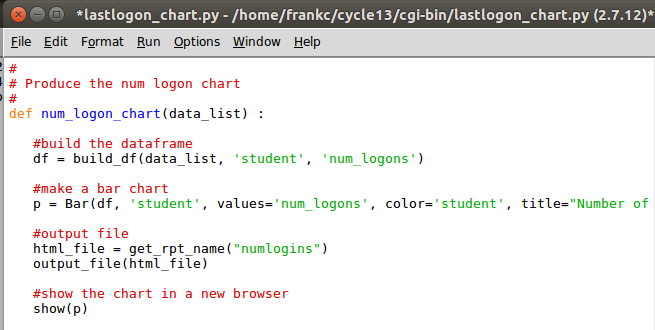 *lastlogon_chart.py - /home/frankc/cycle13/cgi-bin/lastlogon_chart.py (2.7.12)*
File Edit Format Run Options Window Help
#
# Produce the num logon chart
#
def num_logon_chart(data_list) :
#build the dataframe
df = build_df(data_list, 'student', 'num_logons')
#make a bar chart
p = Bar(df, 'student', values='num_logons', color='student', title="Number of
#output file
html_file = get_rpt_name("numlogins")
output_file(html_file)
#show the chart in a new browser
show(p)